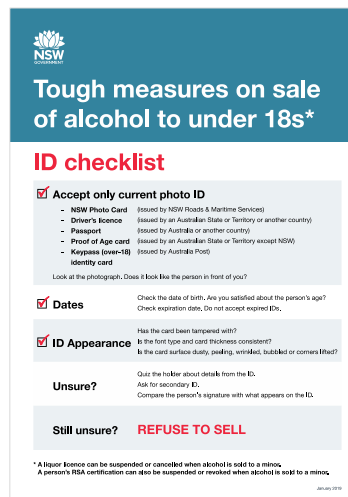 NSW
GOVERNMENT
Tough measures on sale
of alcohol to under 18s*
ID checklist
Accept only current photo ID
– NSW Photo Card (issued by NSW Roads & Maritime Services)
– Driver's licence (issued by an Australian State or Territory or another country)
– Passport (issued by Australia or another country)
– Proof of Age card (issued by an Australian State or Territory except NSW)
– Keypass (over-18) (issued by Australia Post)
identity card
Look at the photograph. Does it look like the person in front of you?
Dates
Check the date of birth. Are you satisfied about the person's age?
Check expiration date. Do not accept expired IDs.
ID Appearance
Has the card been tampered with?
Is the font type and card thickness consistent?
Is the card surface dusty, peeling, wrinkled, bubbled or corners lifted?
Unsure?
Quiz the holder about details from the ID.
Ask for secondary ID.
Compare the person's signature with what appears on the ID.
Still unsure? REFUSE TO SELL
* A liquor licence can be suspended or cancelled when alcohol is sold to a minor.
A person's RSA certification can also be suspended or revoked when alcohol is sold to a minor.
January 2019